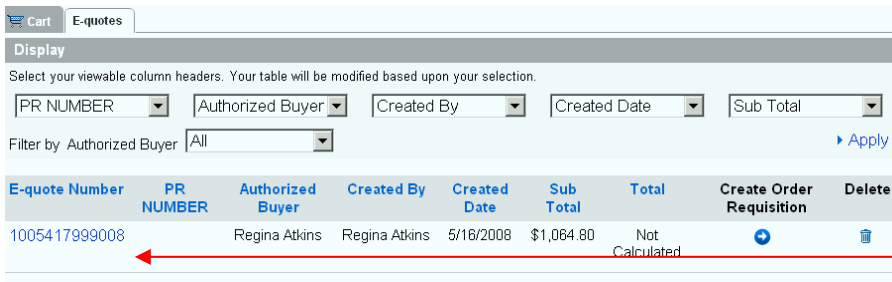 Cart E-quotes
Display
Select your viewable column headers. Your table will be modified based upon your selection.
PR NUMBER Authorized Buyer Created By Created Date Sub Total
Filter by Authorized Buyer All Apply
E-quote Number PR NUMBER Authorized Buyer Created By Created Date Sub Total Total Create Order Requisition Delete
1005417999008 Regina Atkins Regina Atkins 5/16/2008 $1,064.80 Not Calculated